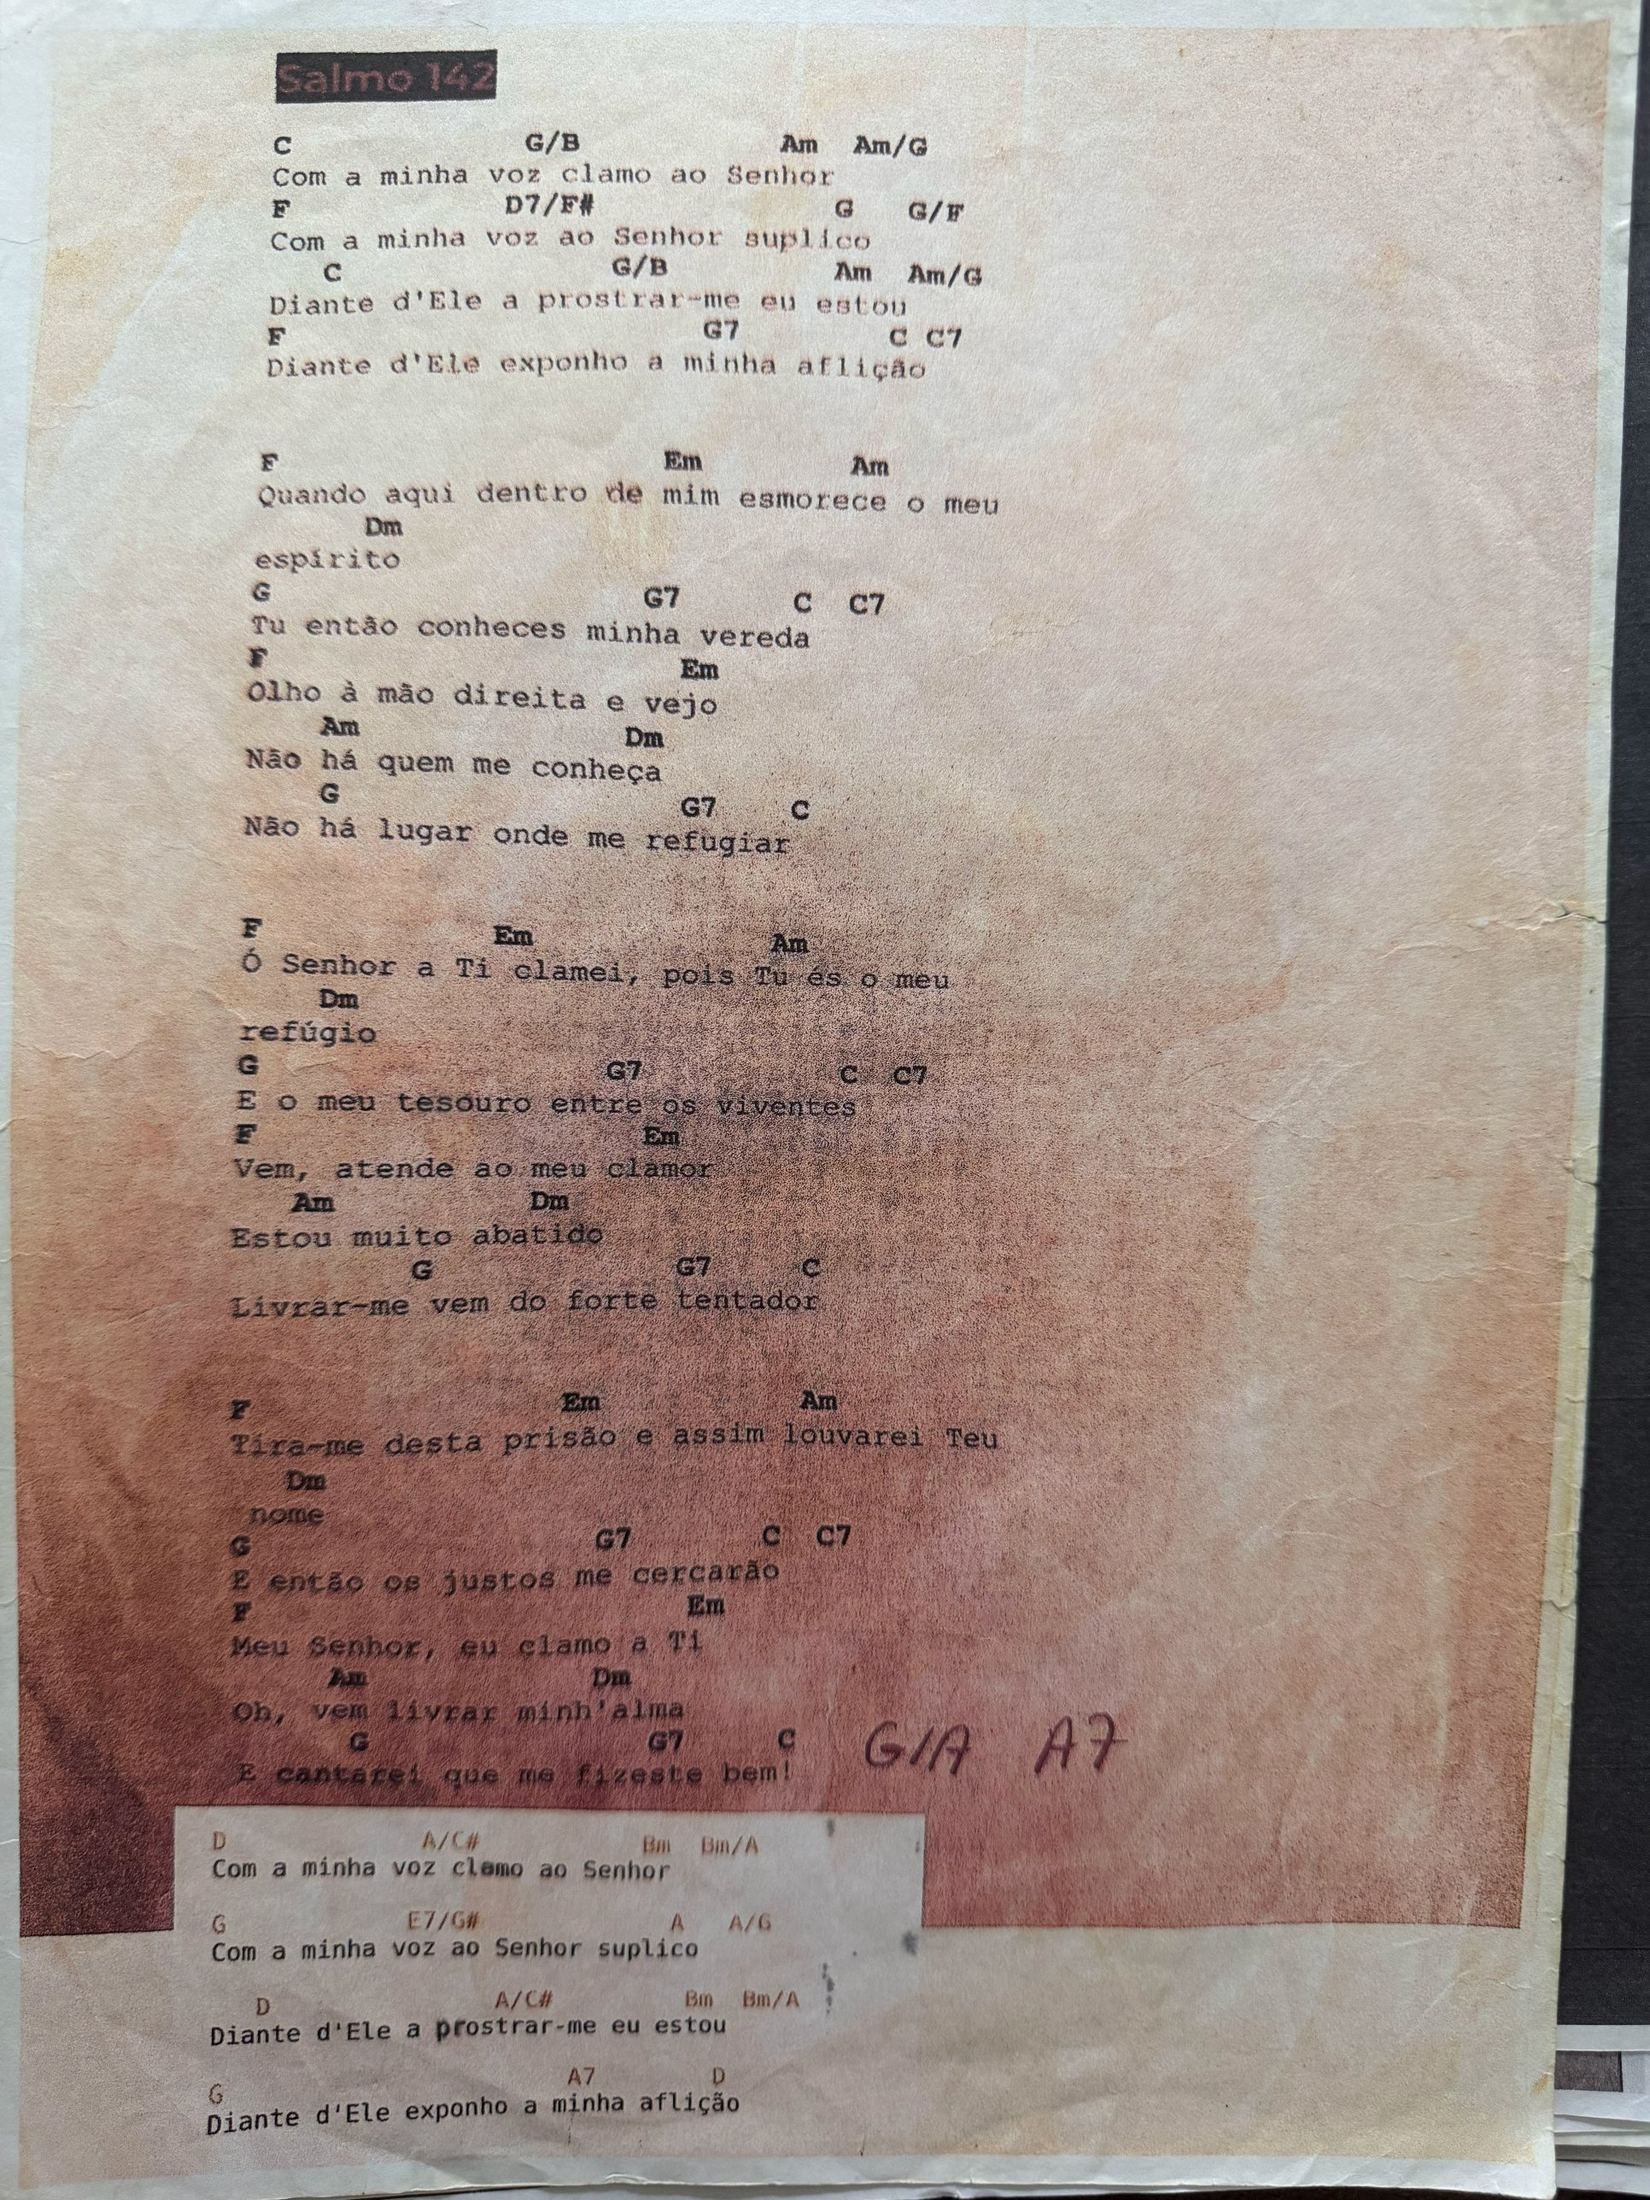 Salmo 142
C G/B Am Am/G
Com a minha voz clamo ao Senhor
F D7/F# G G/F
Com a minha voz ao Senhor suplico
C G/B Am Am/G
Diante d'Ele a prostrar-me eu estou
F G7 C C7
Diante d'Ele exponho a minha aflição
F Em Am
Quando aqui dentro de mim esmorece o meu
Dm
espírito
G G7 C C7
Tu então conheces minha vereda
F Em
Olho à mão direita e vejo
Am Dm
Não há quem me conheça
G G7 C
Não há lugar onde me refugiar
F Em Am
Ó Senhor a Ti clamei, pois Tu és o meu
Dm
refúgio
G G7 C C7
E o meu tesouro entre os viventes
F Em
Vem, atende ao meu clamor
Am Dm
Estou muito abatido
G G7 C
Livrar-me vem do forte tentador
F Em Am
Tira-me desta prisão e assim louvarei Teu
Dm
nome
G G7 C C7
E então os justos me cercarão
F Em
Meu Senhor, eu clamo a Ti
Am Dm
Oh, vem livrar minh'alma
G G7 C G/A A7
E cantarei que me fizeste bem!
D A/C# Bm Bm/A
Com a minha voz clamo ao Senhor
G E7/G# A A/G
Com a minha voz ao Senhor suplico
D A/C# Bm Bm/A
Diante d'Ele a prostrar-me eu estou
G A7 D
Diante d'Ele exponho a minha aflição